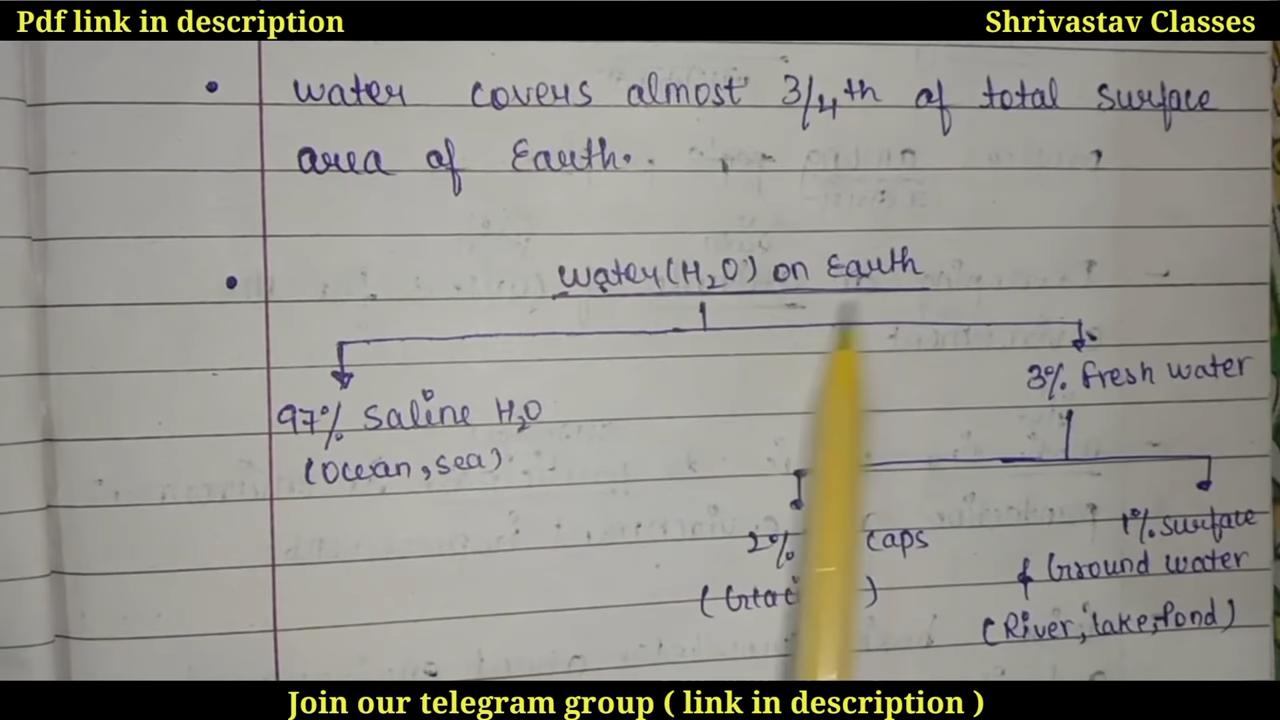 Pdf link in description
Shrivastav Classes
water covers almost 3/4th of total surface
area of Earth.
Water (H₂O) on Earth
97% Saline H₂O
(Ocean, sea)
3% fresh water
2% caps
1% surface
& Ground water
(River, lake, Pond)
Join our telegram group ( link in description )